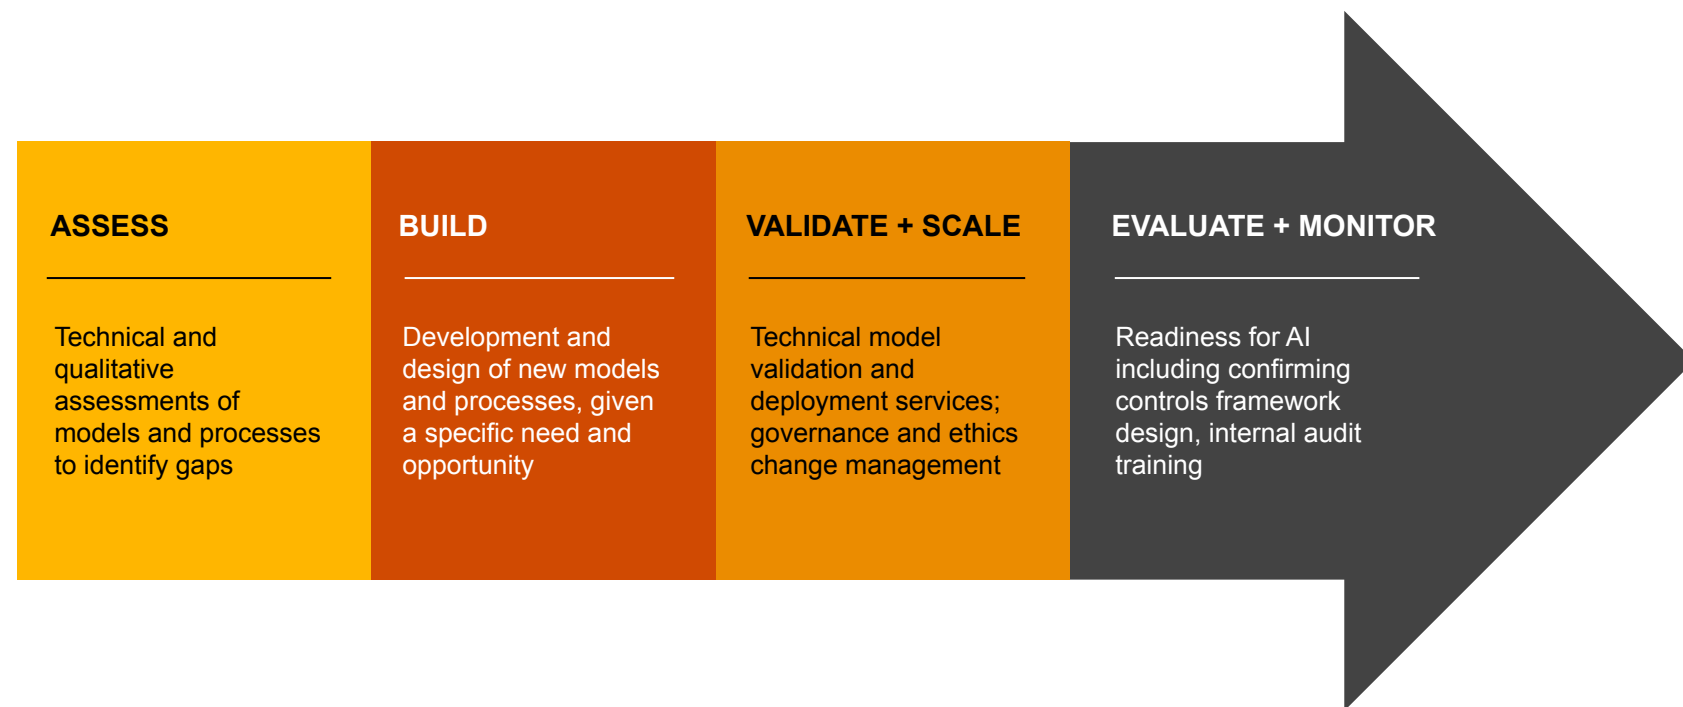 ASSESS
Technical and
qualitative
assessments of
models and processes
to identify gaps
BUILD
Development and
design of new models
and processes, given
a specific need and
opportunity
VALIDATE + SCALE
Technical model
validation and
deployment services;
governance and ethics
change management
EVALUATE + MONITOR
Readiness for AI
including confirming
controls framework
design, internal audit
training